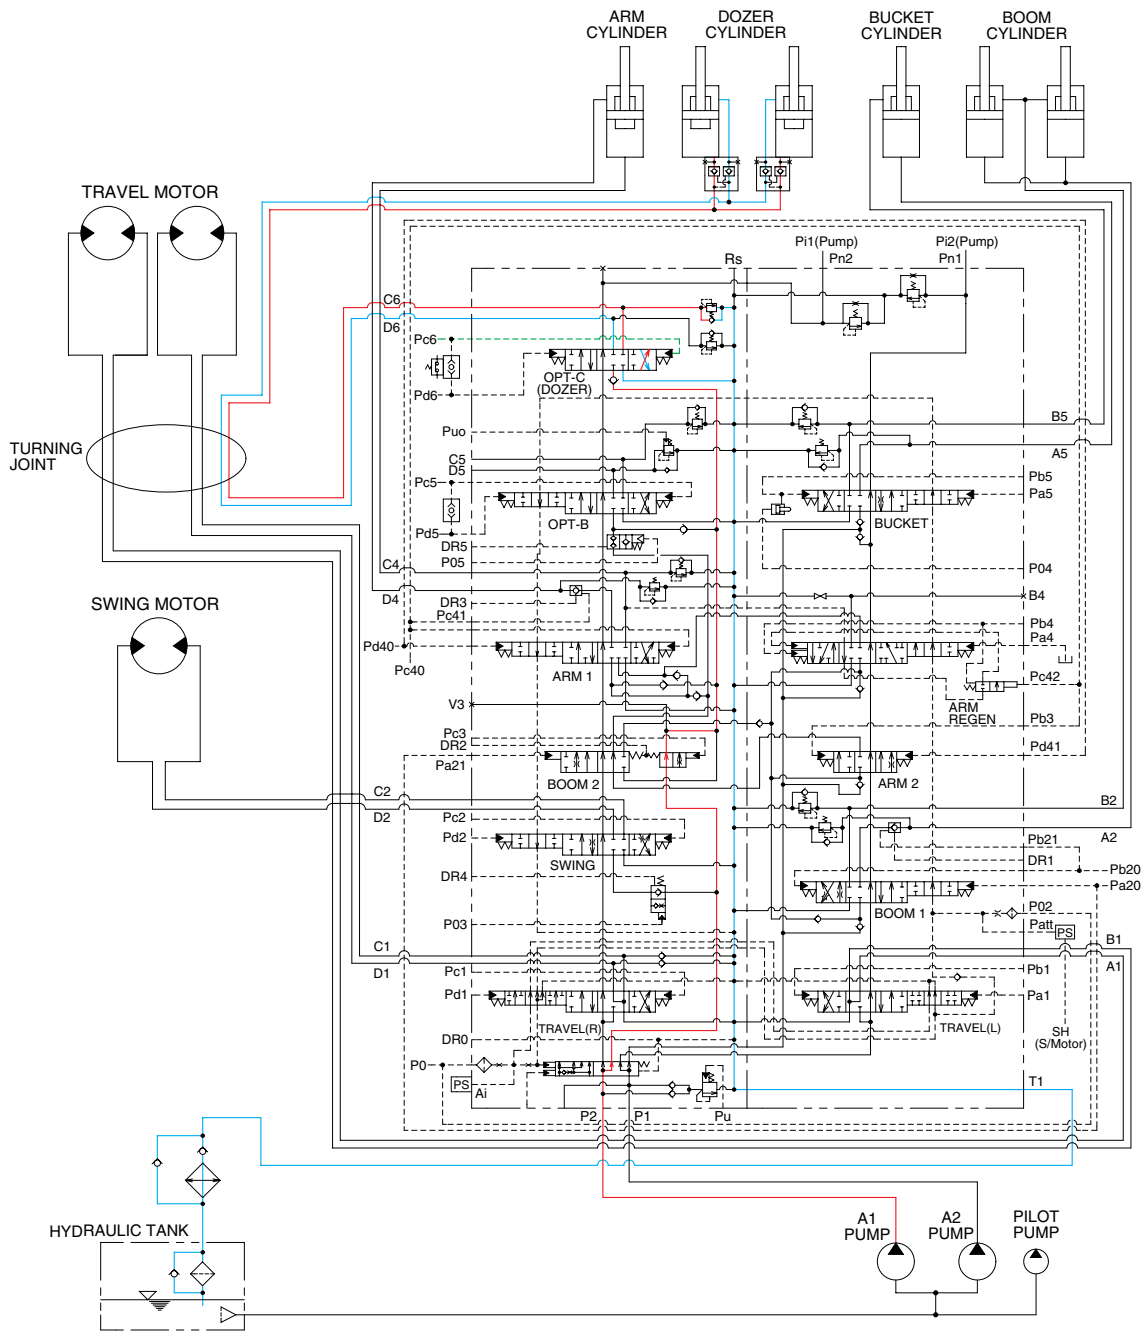 ARM
CYLINDER
DOZER
CYLINDER
BUCKET
CYLINDER
BOOM
CYLINDER
TRAVEL MOTOR
Pi1(Pump)
Pn2
Pi2(Pump)
Pn1
Rs
C6
D6
Pc6
Pd6
OPT-C
(DOZER)
TURNING
JOINT
Puo
C5
D5
Pc5
Pd5
OPT-B
B5
A5
Pb5
Pa5
BUCKET
DR5
P05
P04
C4
D4
B4
DR3
Pc41
Pd40
Pc40
ARM 1
Pb4
Pa4
Pc42
ARM
REGEN
SWING MOTOR
V3
Pc3
DR2
Pa21
BOOM 2
Pb3
Pd41
ARM 2
C2
D2
Pc2
Pd2
SWING
B2
A2
Pb21
DR1
Pb20
Pa20
BOOM 1
DR4
P03
P02
Patt
PS
C1
D1
Pc1
Pd1
TRAVEL(R)
B1
A1
Pb1
Pa1
TRAVEL(L)
SH
(S/Motor)
DR0
P0
PS
Ai
P2
P1
Pu
T1
HYDRAULIC TANK
A1
PUMP
A2
PUMP
PILOT
PUMP